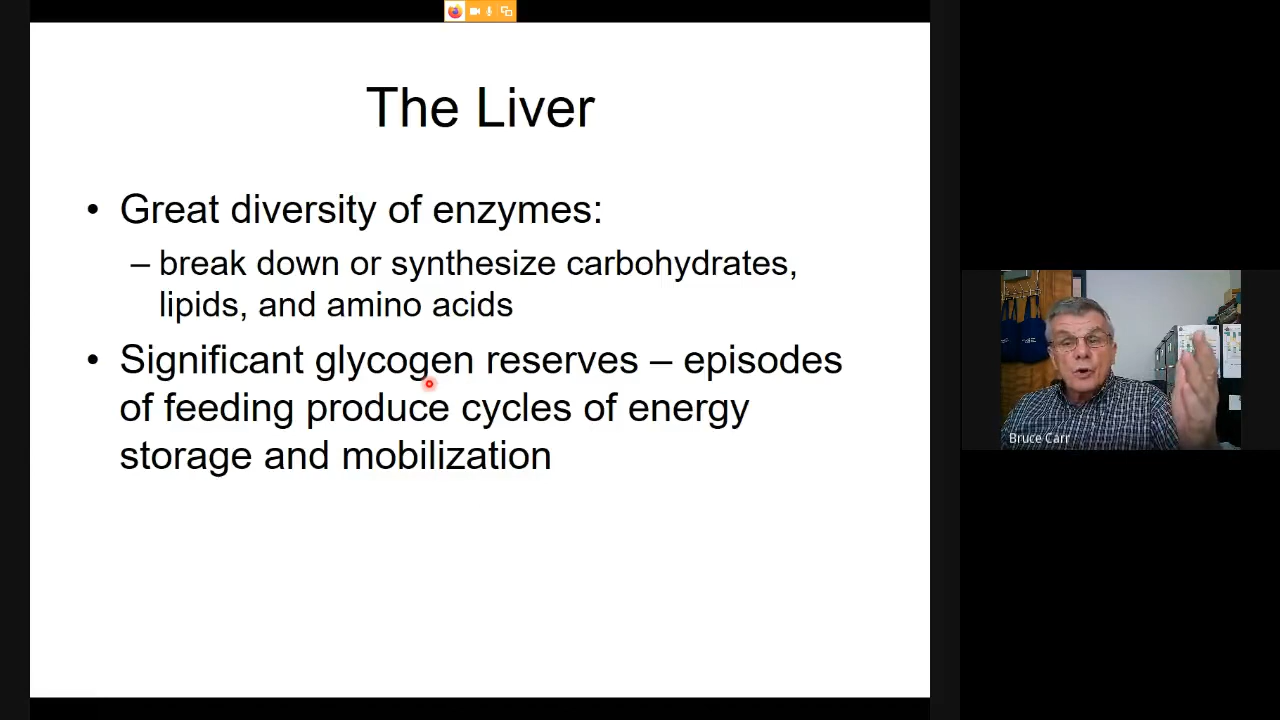 The Liver
• Great diversity of enzymes:
– break down or synthesize carbohydrates,
lipids, and amino acids
• Significant glycogen reserves – episodes
of feeding produce cycles of energy
storage and mobilization
Bruce Carr